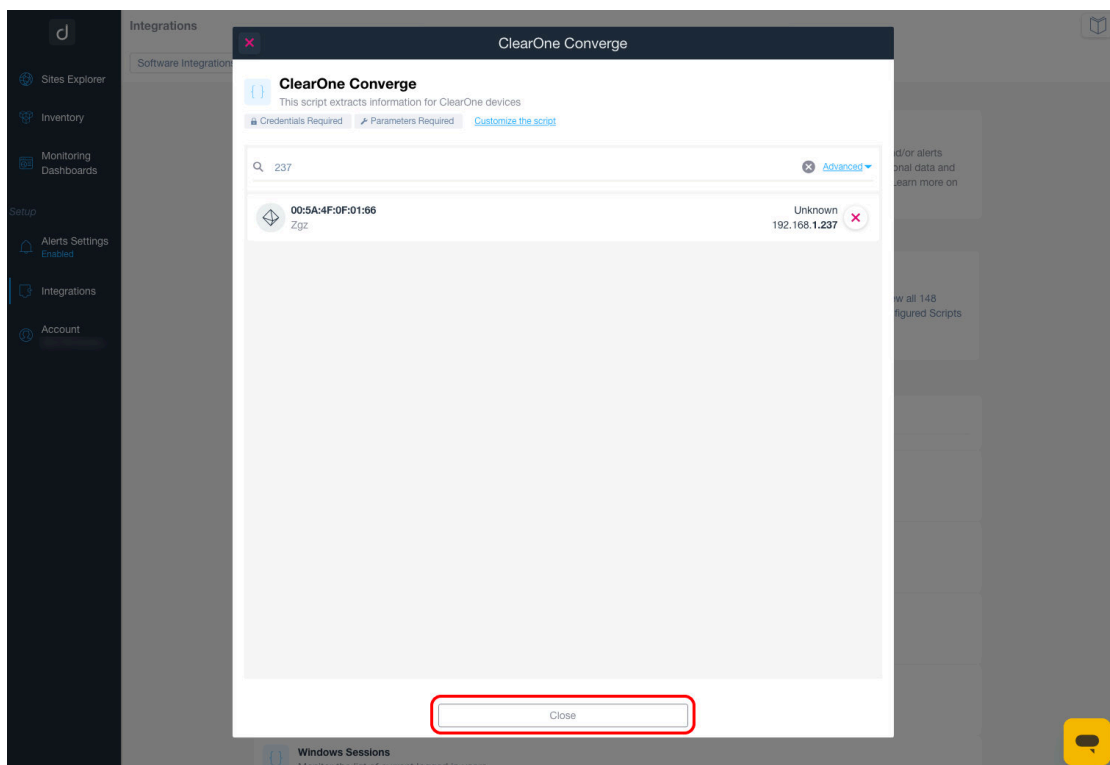 d
Integrations
Software Integration
Sites Explorer
Inventory
Monitoring
Dashboards
Setup
Alerts Settings
Enabled
Integrations
Account
ClearOne Converge
{ } ClearOne Converge
This script extracts information for ClearOne devices
Credentials Required Parameters Required Customize the script
237 Advanced
00:5A:4F:0F:01:66 Unknown
Zgz 192.168.1.237
Close
d/or alerts
onal data and
Learn more on
w all 148
figured Scripts
{ } Windows Sessions